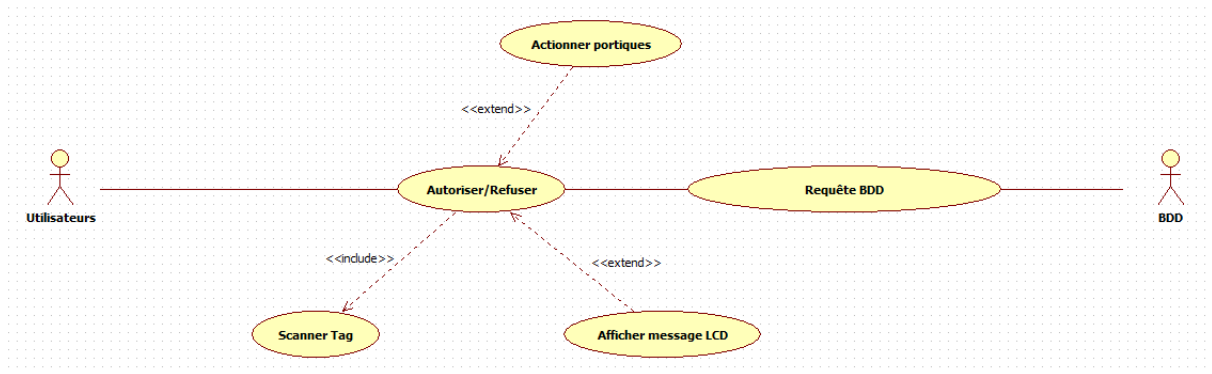 Actionner portiques
<<extend>>
Autoriser/Refuser
Requête BDD
Utilisateurs
BDD
<<include>>
<<extend>>
Scanner Tag
Afficher message LCD